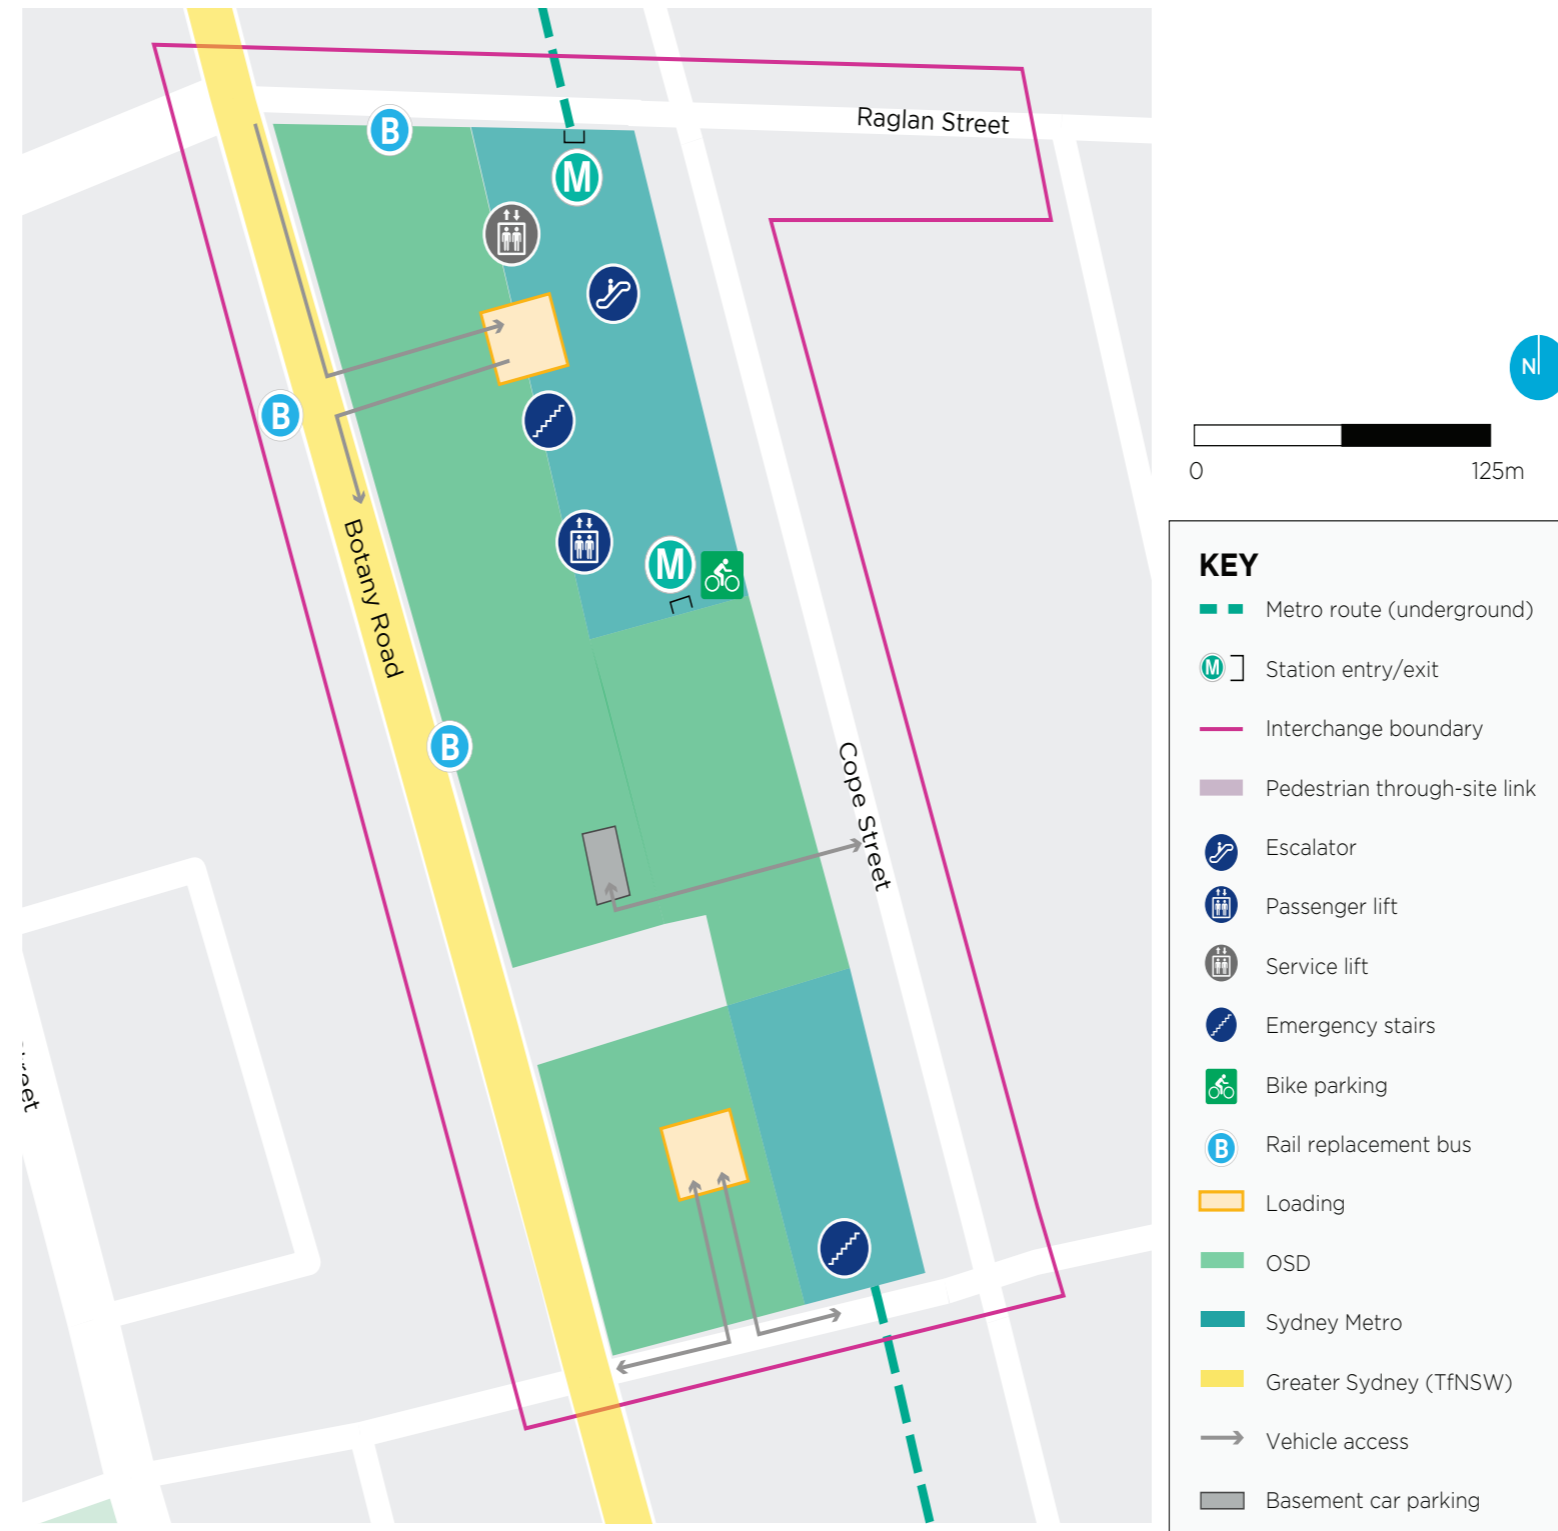 Raglan Street
B
M
B
Botany Road
M
B
Cope Street
N
0 125m
KEY
Metro route (underground)
M Station entry/exit
Interchange boundary
Pedestrian through-site link
Escalator
Passenger lift
Service lift
Emergency stairs
Bike parking
B Rail replacement bus
Loading
OSD
Sydney Metro
Greater Sydney (TfNSW)
Vehicle access
Basement car parking